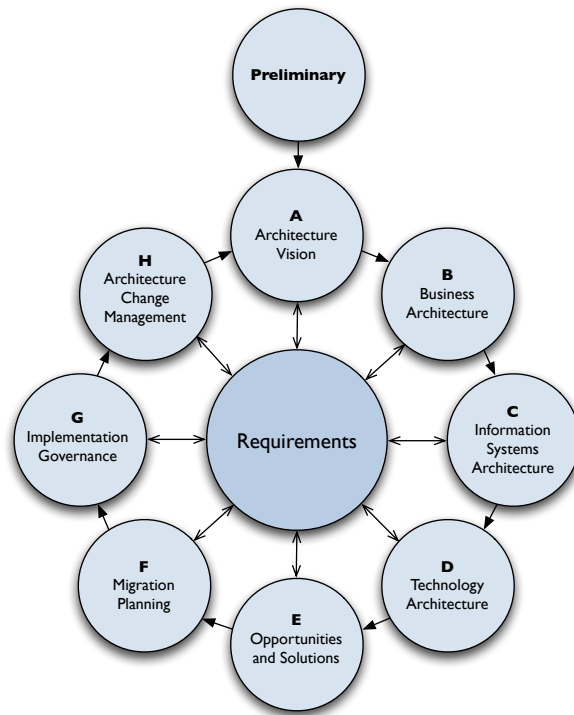 Preliminary
A
Architecture
Vision
H
Architecture
Change
Management
B
Business
Architecture
G
Implementation
Governance
Requirements
C
Information
Systems
Architecture
F
Migration
Planning
D
Technology
Architecture
E
Opportunities
and Solutions